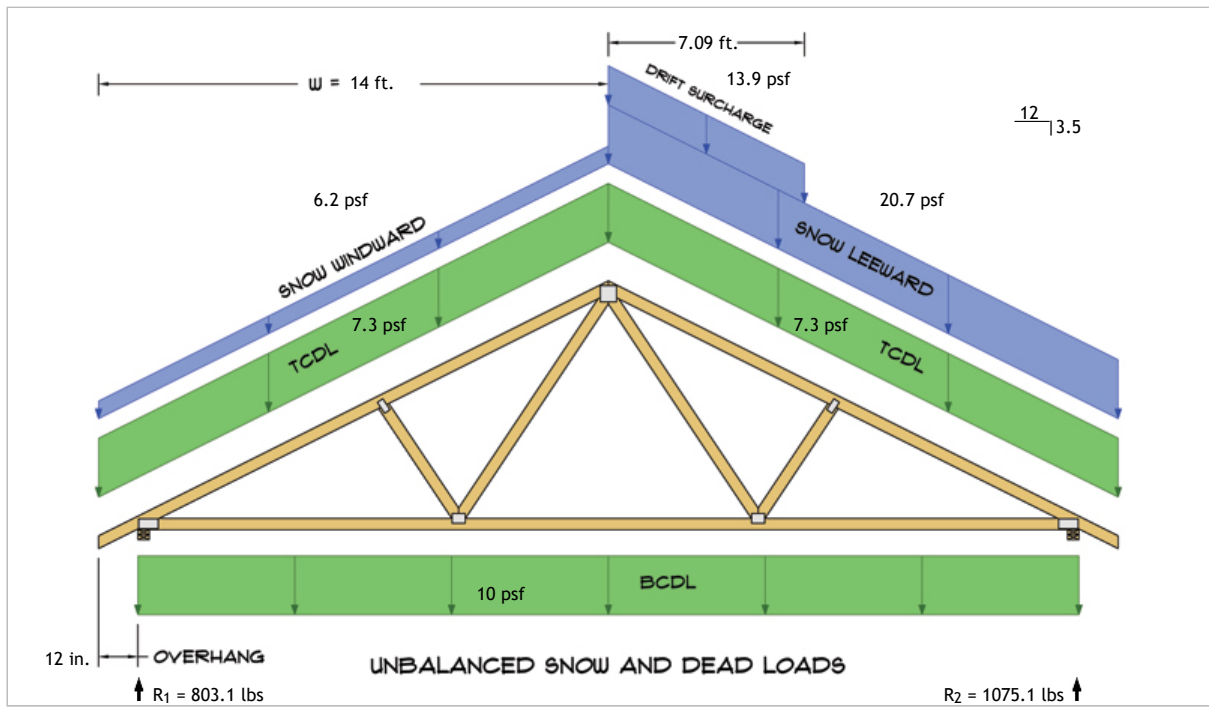 7.09 ft.
DRIFT SURCHARGE
13.9 psf
W = 14 ft.
12
3.5
6.2 psf
20.7 psf
SNOW WINDWARD
SNOW LEEWARD
7.3 psf
7.3 psf
TCDL
TCDL
BCDL
10 psf
12 in.
OVERHANG
UNBALANCED SNOW AND DEAD LOADS
R1 = 803.1 lbs
R2 = 1075.1 lbs